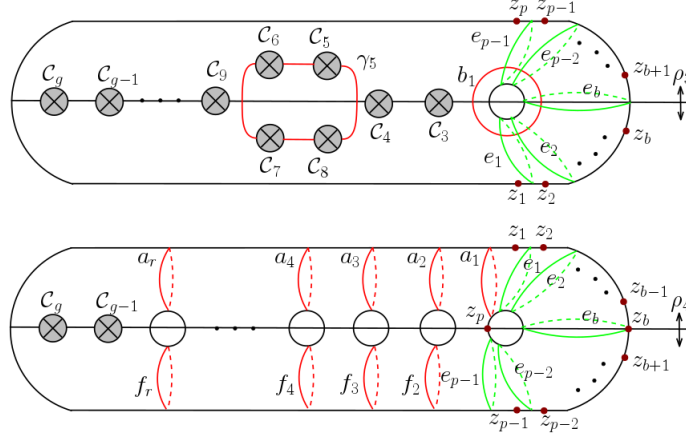 z_p z_{p-1}
e_{p-1} e_{p-2}
C_6 C_5
γ_5
C_g C_{g-1} C_9 b_1 z_{b+1}
e_b
C_4 C_3
z_b
C_7 C_8 e_1 e_2
z_1 z_2
z_1 z_2
a_r a_4 a_3 a_2 a_1 e_1 e_2
C_g C_{g-1} z_p e_b z_{b-1}
z_b ρ_4
z_{b+1}
f_r f_4 f_3 f_2 e_{p-1} e_{p-2}
z_{p-1} z_{p-2}